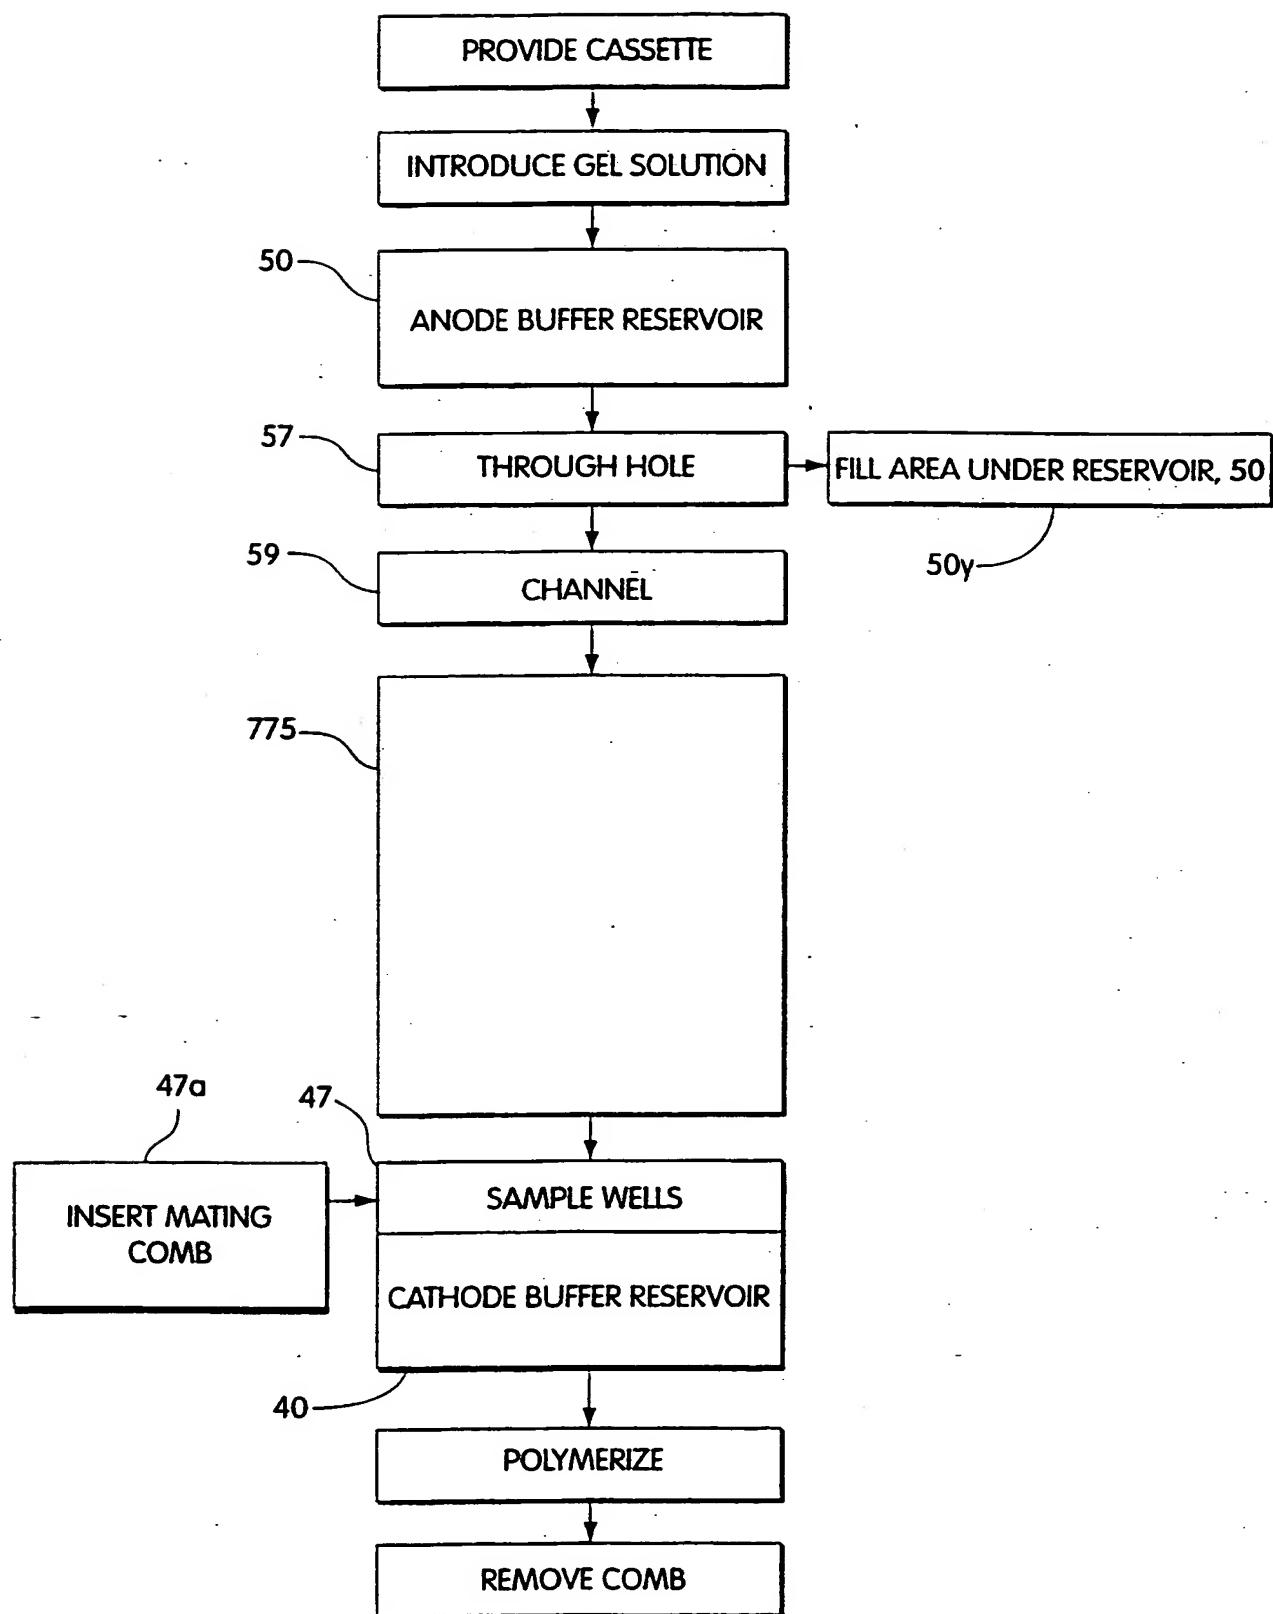 PROVIDE CASSETTE
INTRODUCE GEL SOLUTION
50
ANODE BUFFER RESERVOIR
57
THROUGH HOLE
FILL AREA UNDER RESERVOIR, 50
59
CHANNEL
50y
775
47a
47
INSERT MATING
COMB
SAMPLE WELLS
CATHODE BUFFER RESERVOIR
40
POLYMERIZE
REMOVE COMB